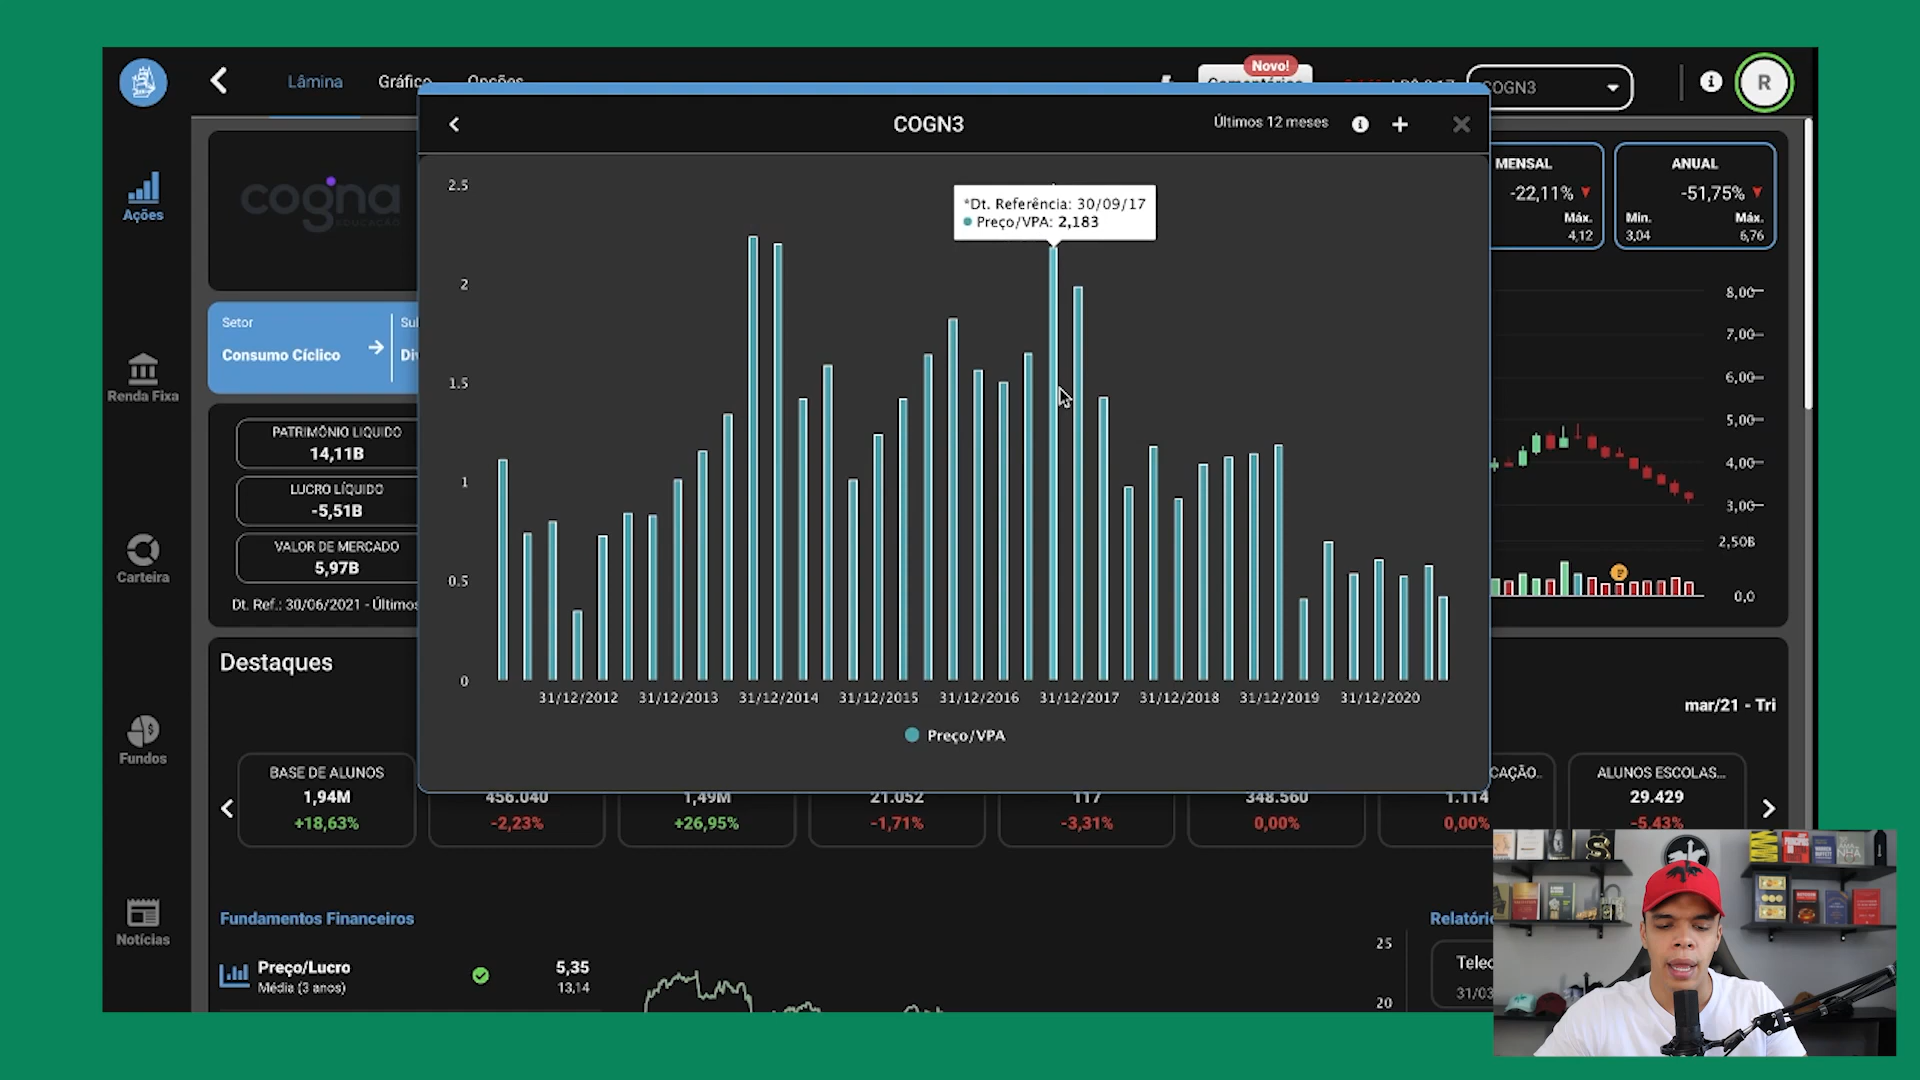 Lâmina
Gráfico
Opções
Novo!
Comentários
COGN3
R
COGN3
Últimos 12 meses
Ações
Renda Fixa
Carteira
Fundos
Notícias
cogna
EDUCAÇÃO
MENSAL
-22,11%
Máx.
4,12
ANUAL
-51,75%
Min.
3,04
Máx.
6,76
Setor
Consumo Cíclico
PATRIMÔNIO LIQUIDO
14,11B
LUCRO LÍQUIDO
-5,51B
VALOR DE MERCADO
5,97B
Dt. Ref.: 30/06/2021 - Últimos
*Dt. Referência: 30/09/17
Preço/VPA: 2,183
2.5
2
1.5
1
0.5
0
31/12/2012
31/12/2013
31/12/2014
31/12/2015
31/12/2016
31/12/2017
31/12/2018
31/12/2019
31/12/2020
Preço/VPA
8,00
7,00
6,00
5,00
4,00
3,00
2,50B
0,0
Destaques
mar/21 - Tri
BASE DE ALUNOS
1,94M
+18,63%
456.040
-2,23%
1,49M
+26,95%
21.052
-1,71%
117
-3,31%
348.560
0,00%
1.114
0,00%
ALUNOS ESCOLAS...
29.429
-5,43%
Fundamentos Financeiros
Preço/Lucro
Média (3 anos)
5,35
13,14
25
20